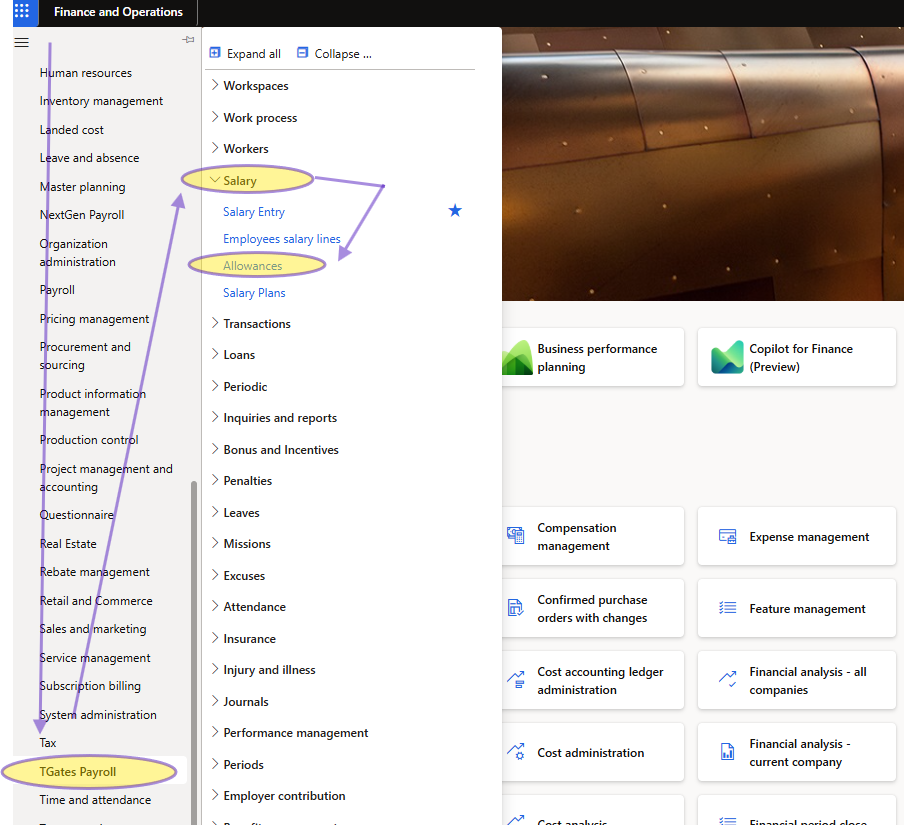 Finance and Operations
Human resources
Inventory management
Landed cost
Leave and absence
Master planning
NextGen Payroll
Organization
administration
Payroll
Pricing management
Procurement and
sourcing
Product information
management
Production control
Project management and
accounting
Questionnaire
Real Estate
Rebate management
Retail and Commerce
Sales and marketing
Service management
Subscription billing
System administration
Tax
TGates Payroll
Time and attendance
Expand all
Collapse ...
Workspaces
Work process
Workers
Salary
Salary Entry
Employees salary lines
Allowances
Salary Plans
Transactions
Loans
Periodic
Inquiries and reports
Bonus and Incentives
Penalties
Leaves
Missions
Excuses
Attendance
Insurance
Injury and illness
Journals
Performance management
Periods
Employer contribution
Business performance
planning
Copilot for Finance
(Preview)
Compensation
management
Expense management
Confirmed purchase
orders with changes
Feature management
Cost accounting ledger
administration
Financial analysis - all
companies
Cost administration
Financial analysis -
current company
Cost analysis
Financial period close